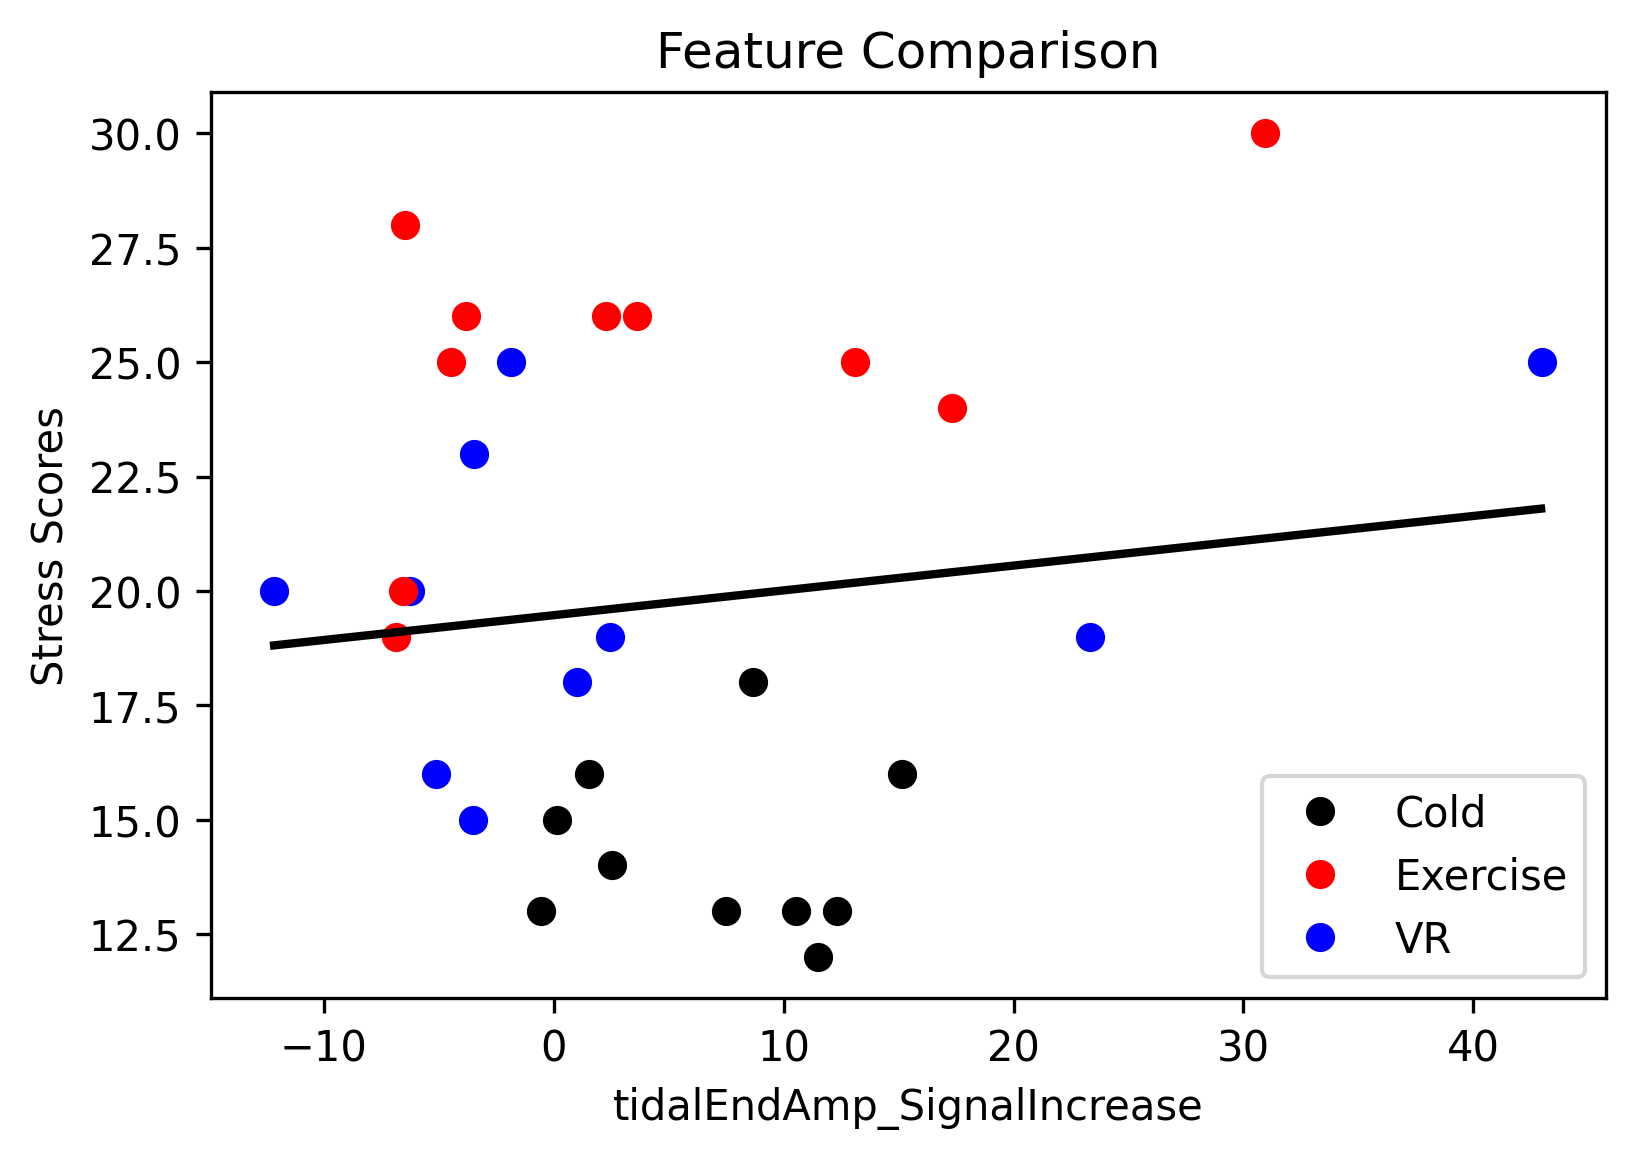 Feature Comparison
30.0
27.5
25.0
22.5
20.0
17.5
15.0
12.5
Stress Scores
Cold
Exercise
VR
−10 0 10 20 30 40
tidalEndAmp_SignalIncrease